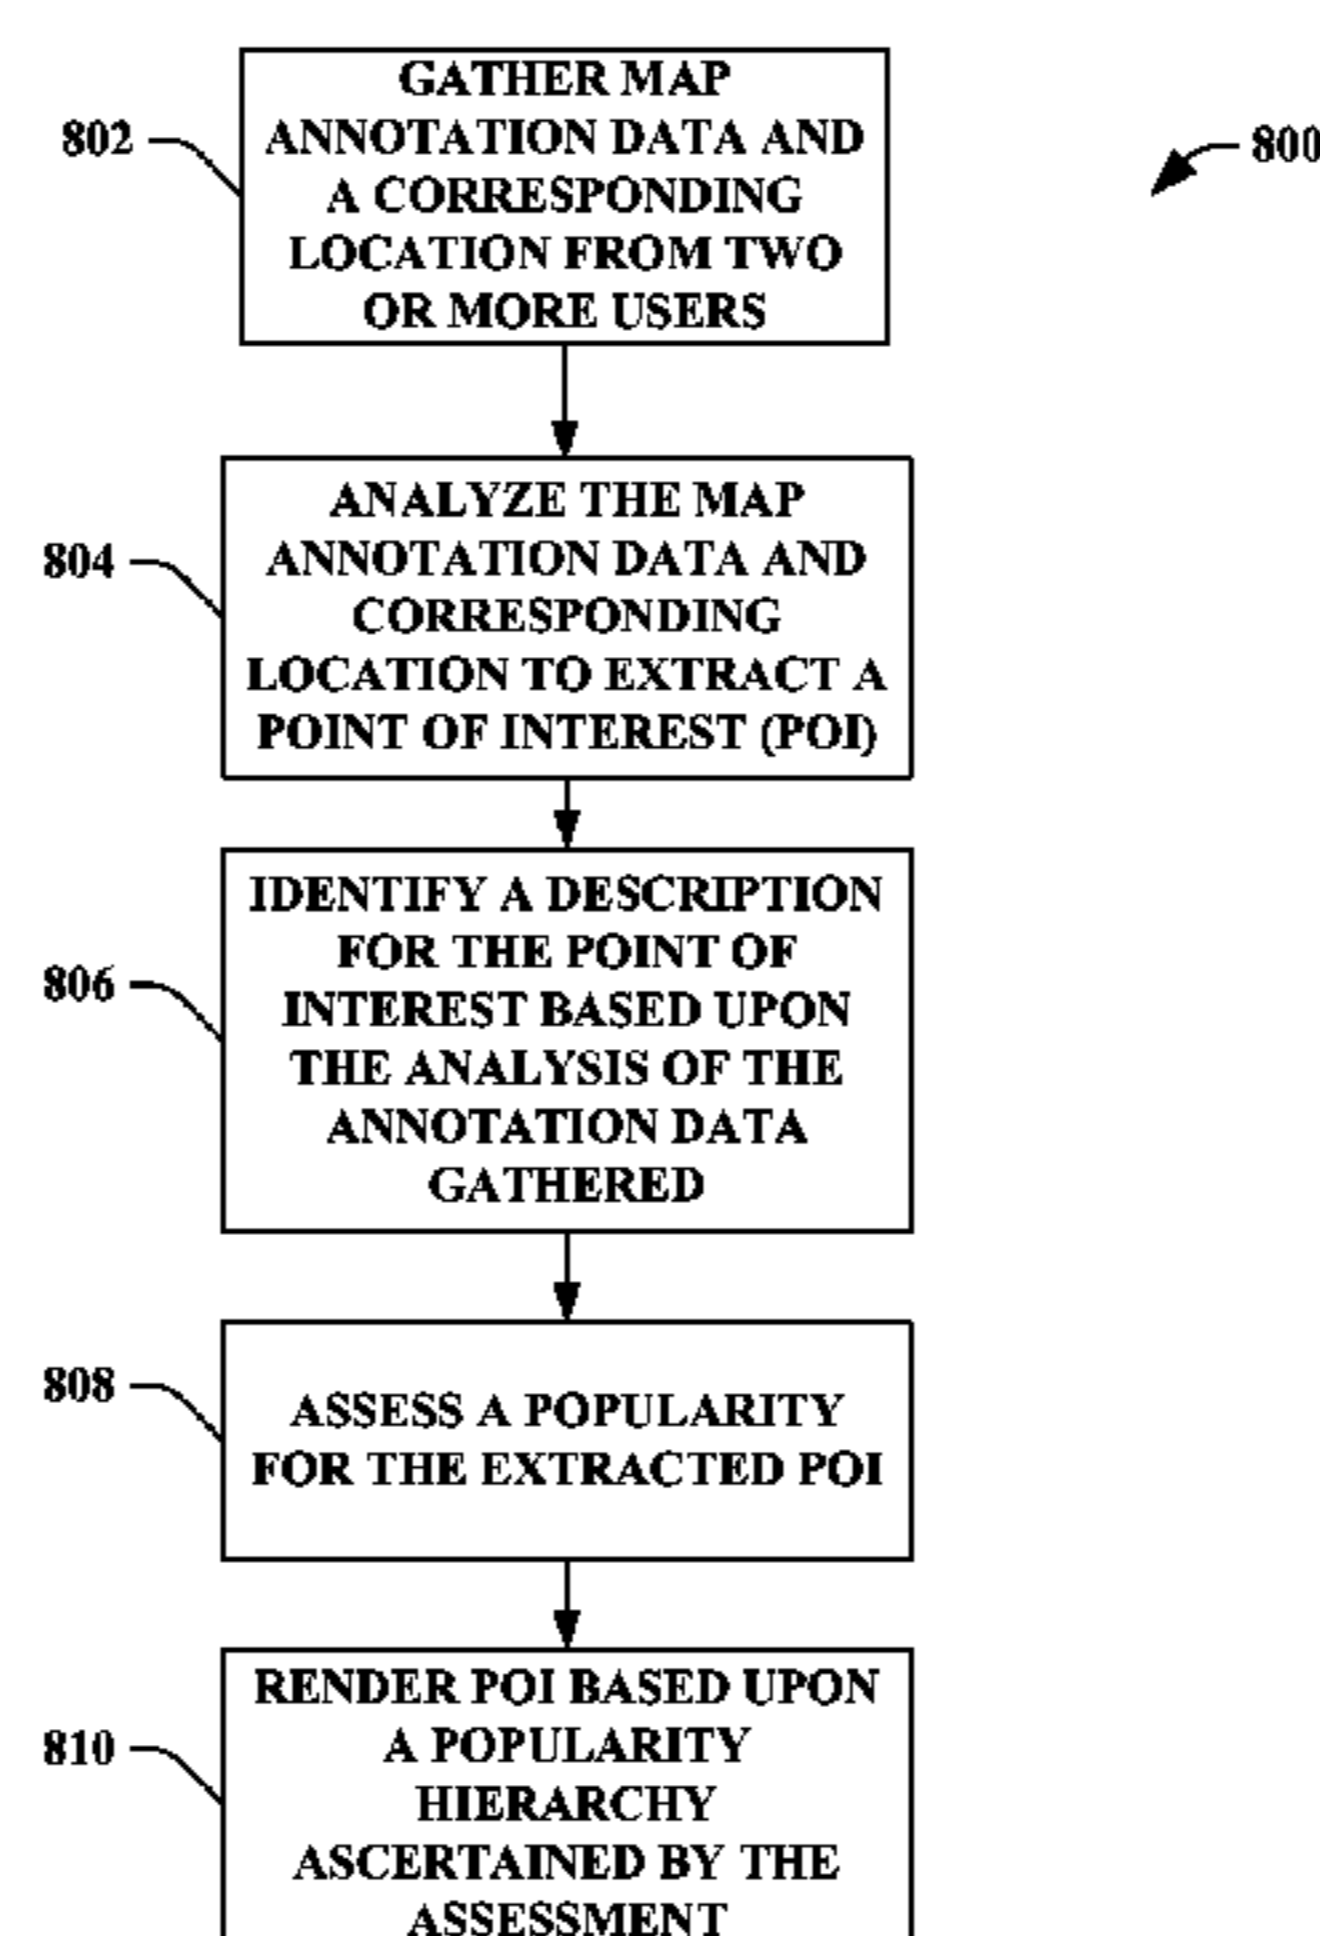 GATHER MAP
ANNOTATION DATA AND
A CORRESPONDING
LOCATION FROM TWO
OR MORE USERS
802
800
ANALYZE THE MAP
ANNOTATION DATA AND
CORRESPONDING
LOCATION TO EXTRACT A
POINT OF INTEREST (POI)
804
IDENTIFY A DESCRIPTION
FOR THE POINT OF
INTEREST BASED UPON
THE ANALYSIS OF THE
ANNOTATION DATA
GATHERED
806
ASSESS A POPULARITY
FOR THE EXTRACTED POI
808
RENDER POI BASED UPON
A POPULARITY
HIERARCHY
ASCERTAINED BY THE
ASSESSMENT
810